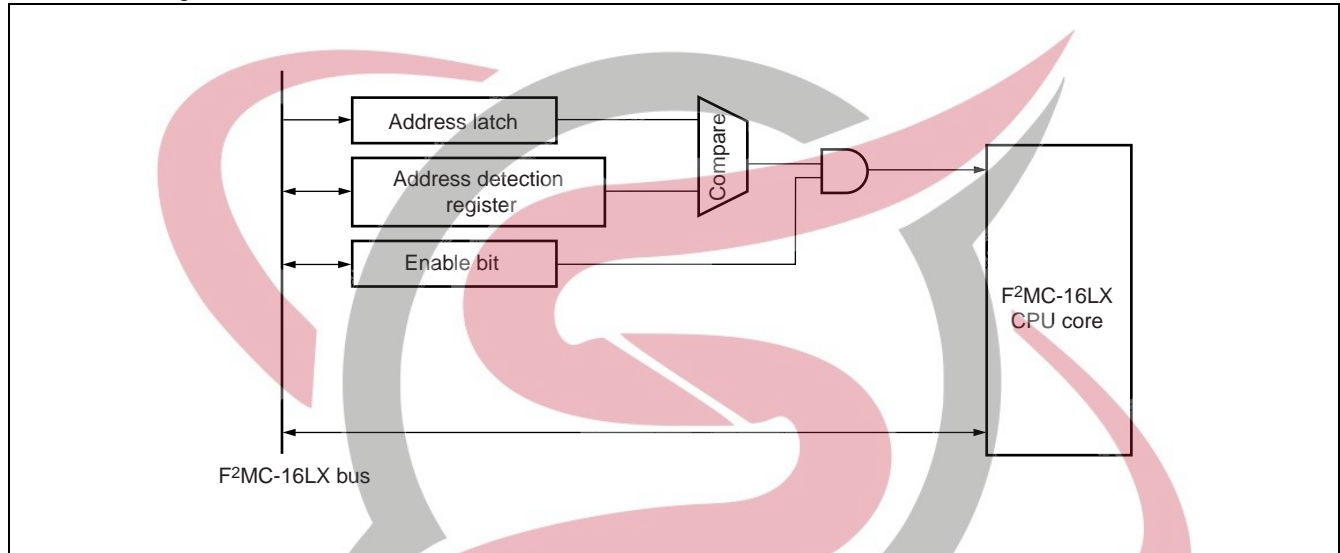 Address latch
Address detection
register
Enable bit
Compare
F²MC-16LX
CPU core
F²MC-16LX bus